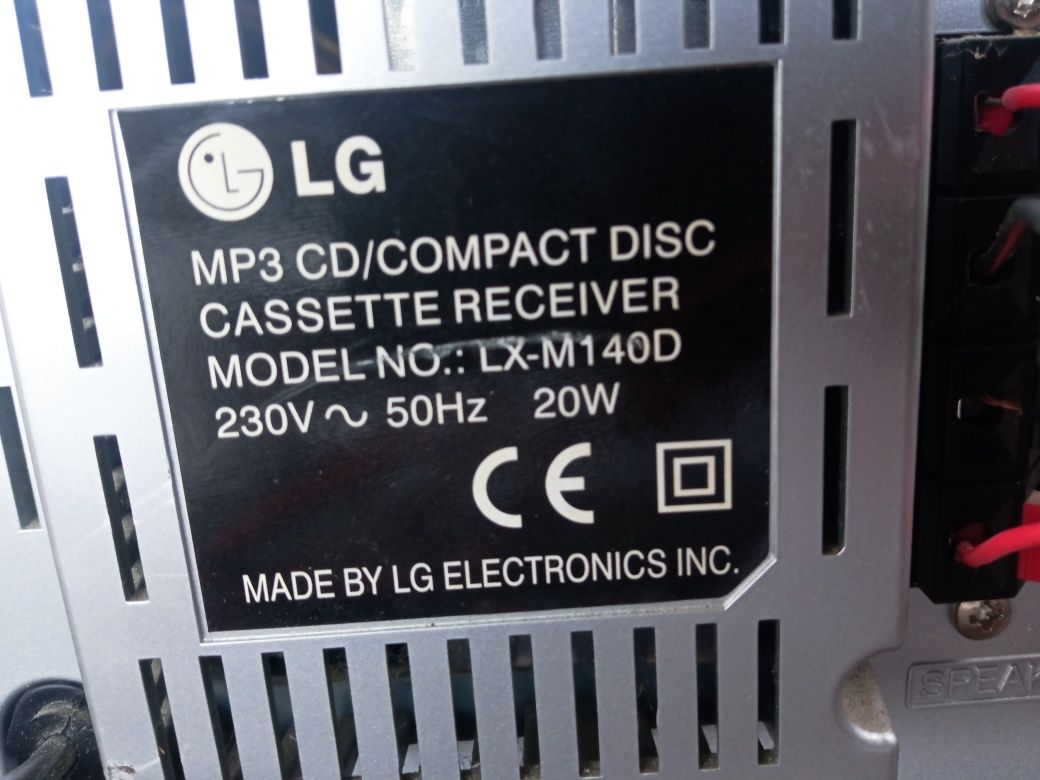 LG
MP3 CD/COMPACT DISC
CASSETTE RECEIVER
MODEL NO.: LX-M140D
230V ~ 50Hz 20W
CE
MADE BY LG ELECTRONICS INC.